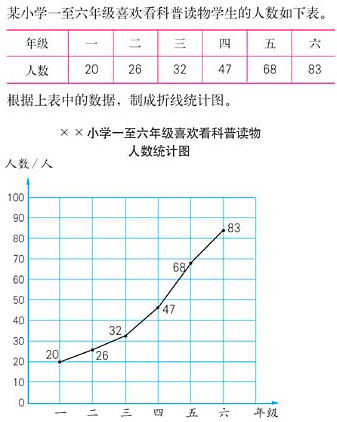 某小学一至六年级喜欢看科普读物学生的人数如下表。
年级 一 二 三 四 五 六
人数 20 26 32 47 68 83
根据上表中的数据，制成折线统计图。
××小学一至六年级喜欢看科普读物
人数统计图
人数/人
100
90
83
80
70
68
60
50
47
40
32
30
20
26
20
10
0
一 二 三 四 五 六 年级